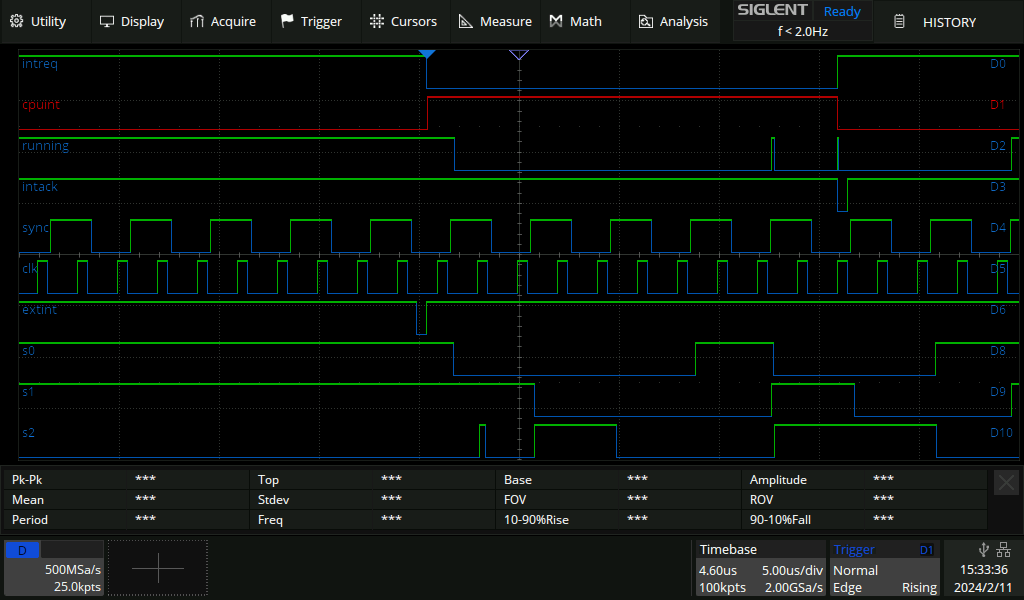 Utility Display Acquire Trigger Cursors Measure Math Analysis SIGLENT Ready HISTORY
f < 2.0Hz
intreq D0
cpuint D1
running D2
intack D3
sync D4
clk D5
extint D6
s0 D8
s1 D9
s2 D10
Pk-Pk *** Top *** Base *** Amplitude ***
Mean *** Stdev *** FOV *** ROV ***
Period *** Freq *** 10-90%Rise *** 90-10%Fall ***
D Timebase Trigger D1
500MSa/s 4.60us 5.00us/div Normal 15:33:36
25.0kpts 100kpts 2.00GSa/s Edge Rising 2024/2/11